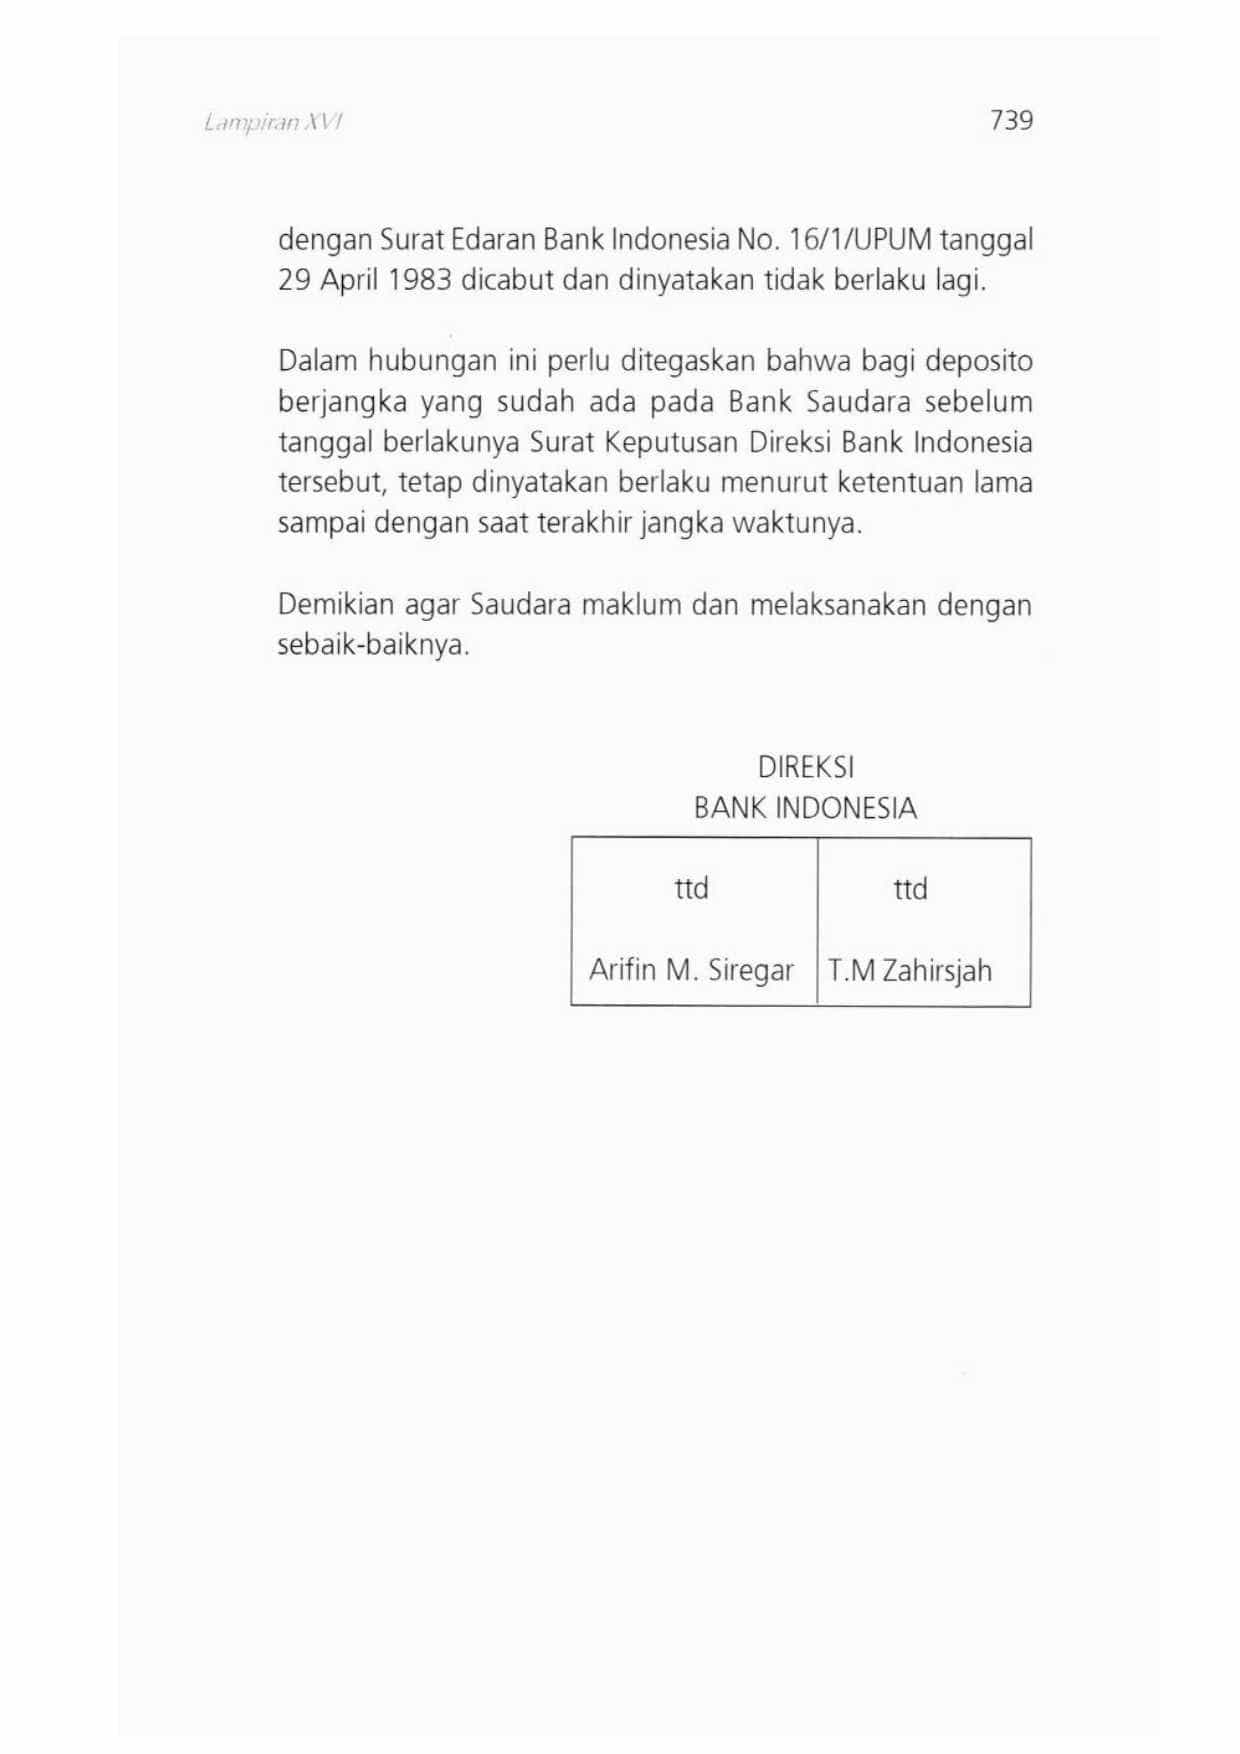 Lampiran XVI 739
dengan Surat Edaran Bank Indonesia No. 16/1/UPUM tanggal
29 April 1983 dicabut dan dinyatakan tidak berlaku lagi.
Dalam hubungan ini perlu ditegaskan bahwa bagi deposito
berjangka yang sudah ada pada Bank Saudara sebelum
tanggal berlakunya Surat Keputusan Direksi Bank Indonesia
tersebut, tetap dinyatakan berlaku menurut ketentuan lama
sampai dengan saat terakhir jangka waktunya.
Demikian agar Saudara maklum dan melaksanakan dengan
sebaik-baiknya.
DIREKSI
BANK INDONESIA
ttd ttd
Arifin M. Siregar T.M Zahirsjah